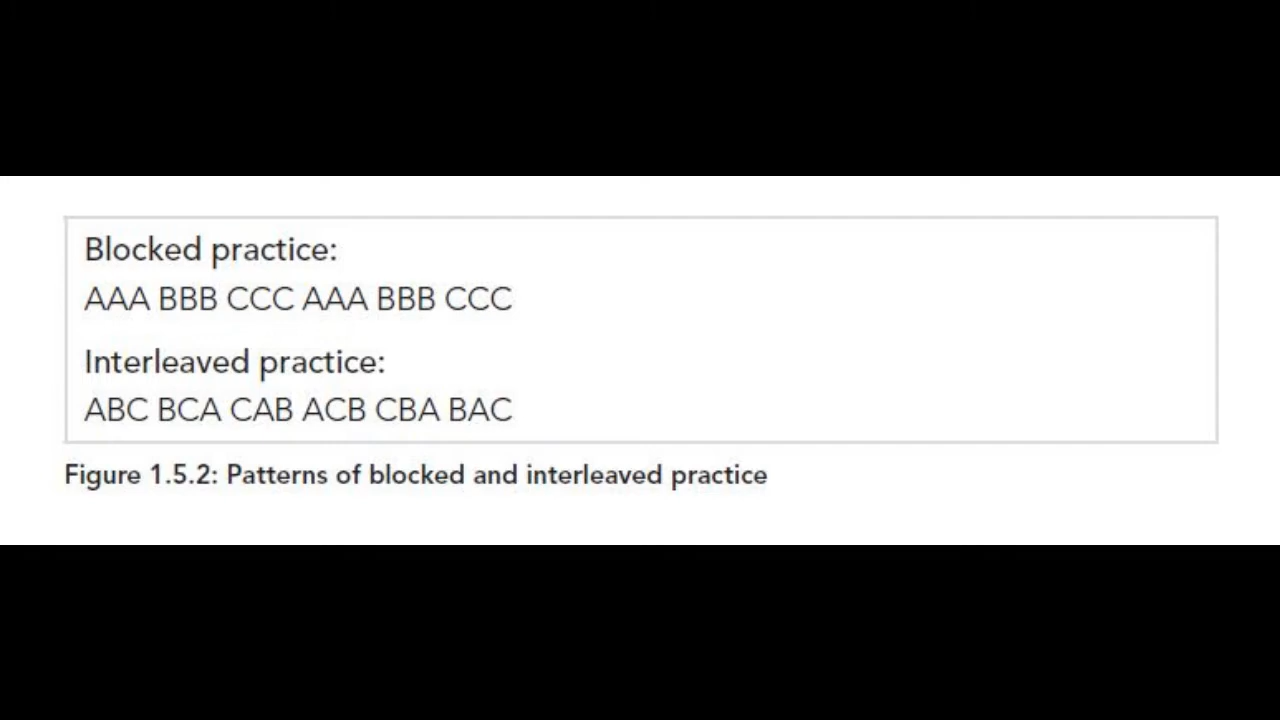 Blocked practice:
AAA BBB CCC AAA BBB CCC
Interleaved practice:
ABC BCA CAB ACB CBA BAC
Figure 1.5.2: Patterns of blocked and interleaved practice